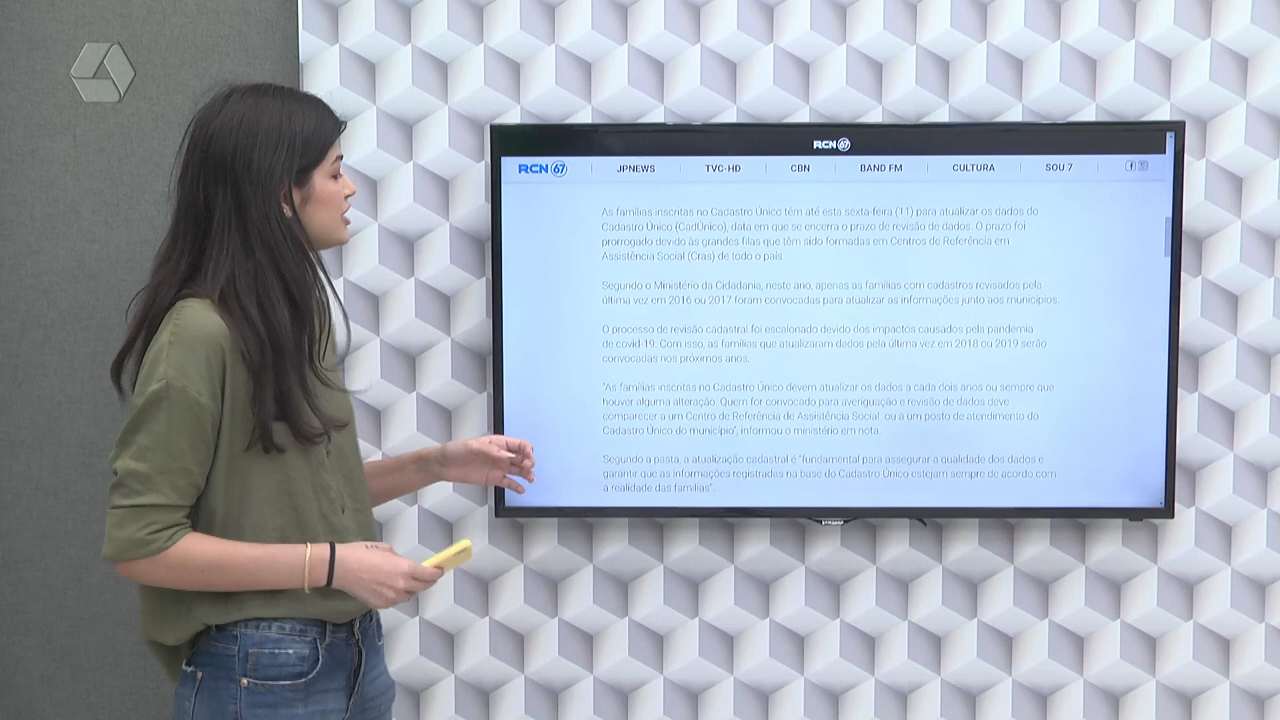 RCN 67
RCN 67 JPNEWS TVC-HD CBN BAND FM CULTURA SOU 7
As famílias inscritas no Cadastro Único têm até esta sexta-feira (11) para atualizar os dados do
Cadastro Único (CadÚnico), data em que se encerra o prazo de revisão de dados. O prazo foi
prorrogado devido às grandes filas que têm sido formadas em Centros de Referência em
Assistência Social (Cras) de todo o país.
Segundo o Ministério da Cidadania, neste ano, apenas as famílias com cadastros revisados pela
última vez em 2016 ou 2017 foram convocadas para atualizar as informações junto aos municípios.
O processo de revisão cadastral foi escalonado devido dos impactos causados pela pandemia
de covid-19. Com isso, as famílias que atualizaram dados pela última vez em 2018 ou 2019 serão
convocadas nos próximos anos.
"As famílias inscritas no Cadastro Único devem atualizar os dados a cada dois anos ou sempre que
houver alguma alteração. Quem for convocado para averiguação e revisão de dados deve
comparecer a um Centro de Referência de Assistência Social ou a um posto de atendimento do
Cadastro Único do município", informou o ministério em nota.
Segundo a pasta, a atualização cadastral é "fundamental para assegurar a qualidade dos dados e
garantir que as informações registradas na base do Cadastro Único estejam sempre de acordo com
a realidade das famílias".
SAMSUNG